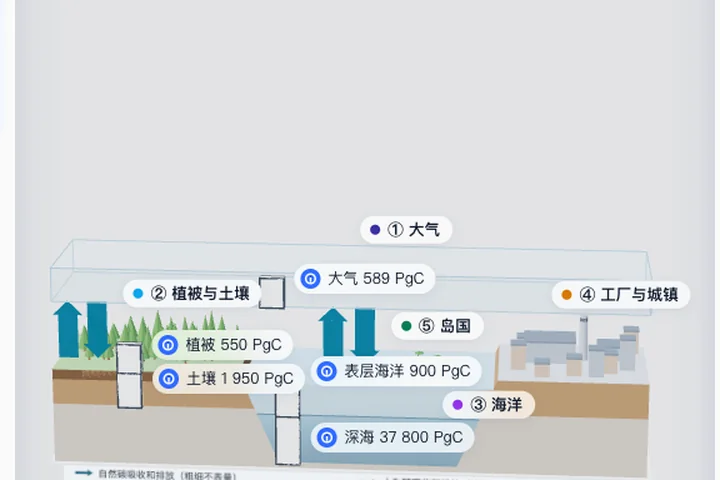 ① 大气
大气 589 PgC
② 植被与土壤
④ 工厂与城镇
⑤ 岛国
植被 550 PgC
表层海洋 900 PgC
土壤 1 950 PgC
③ 海洋
深海 37 800 PgC
自然碳吸收和排放（粗细不表量）